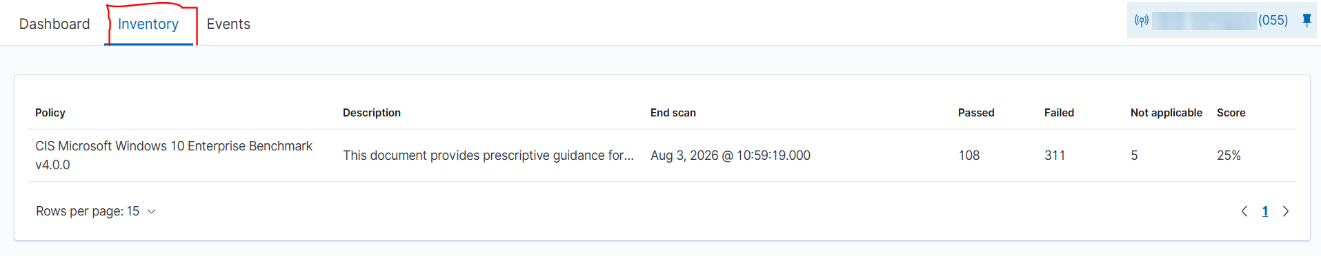 Dashboard Inventory Events
(055)
Policy Description End scan Passed Failed Not applicable Score
CIS Microsoft Windows 10 Enterprise Benchmark
v4.0.0
This document provides prescriptive guidance for... Aug 3, 2026 @ 10:59:19.000 108 311 5 25%
Rows per page: 15
1